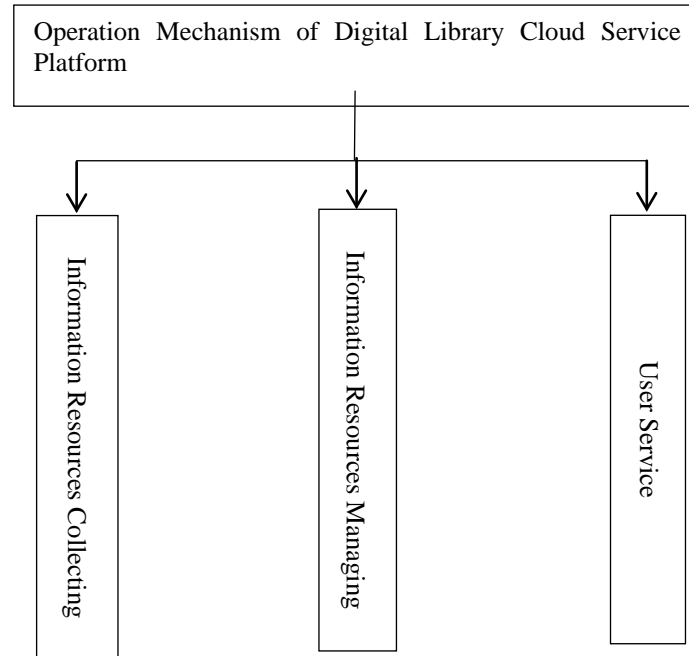 Operation Mechanism of Digital Library Cloud Service
Platform
Information Resources Collecting
Information Resources Managing
User Service